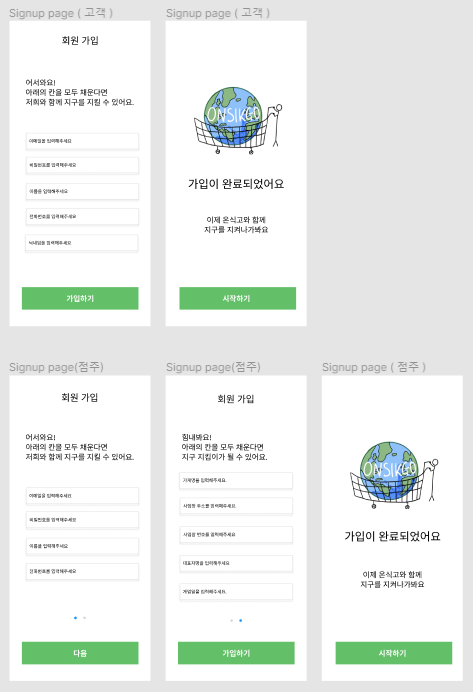 Signup page ( 고객 )
회원 가입
어서와요!
아래의 칸을 모두 채운다면
저희와 함께 지구를 지킬 수 있어요.
이메일을 입력해주세요
비밀번호를 입력해주세요
이름을 입력해주세요
전화번호를 입력해주세요
닉네임을 입력해주세요
가입하기
Signup page ( 고객 )
ONSIKGO
가입이 완료되었어요
이제 온식고와 함께
지구를 지켜나가봐요
시작하기
Signup page(점주)
회원 가입
어서와요!
아래의 칸을 모두 채운다면
저희와 함께 지구를 지킬 수 있어요.
이메일을 입력해주세요
비밀번호를 입력해주세요
이름을 입력해주세요
전화번호를 입력해주세요
다음
Signup page(점주)
회원 가입
힘내봐요!
아래의 칸을 모두 채운다면
지구 지킴이가 될 수 있어요.
가게명을 입력해주세요.
사업장 주소를 입력해주세요.
사업장 번호를 입력해주세요.
대표자명을 입력해주세요.
개업일을 입력해주세요.
가입하기
Signup page ( 점주 )
ONSIKGO
가입이 완료되었어요
이제 온식고와 함께
지구를 지켜나가봐요
시작하기